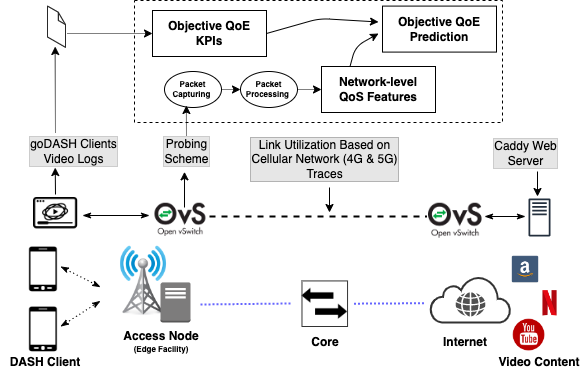 Objective QoE
KPIs
Objective QoE
Prediction
Packet
Capturing
Packet
Processing
Network-level
QoS Features
goDASH Clients
Video Logs
Probing
Scheme
Link Utilization Based on
Cellular Network (4G & 5G)
Traces
Caddy Web
Server
OvS
Open vSwitch
OvS
Open vSwitch
a
N
You
Tube
Access Node
(Edge Facility)
Core
Internet
DASH Client
Video Content